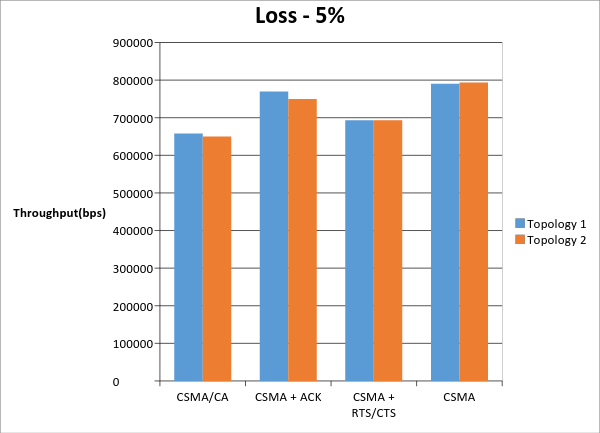 Loss - 5%
900000
800000
700000
600000
500000
400000
300000
200000
100000
0
Throughput(bps)
CSMA/CA
CSMA + ACK
CSMA +
RTS/CTS
CSMA
Topology 1
Topology 2